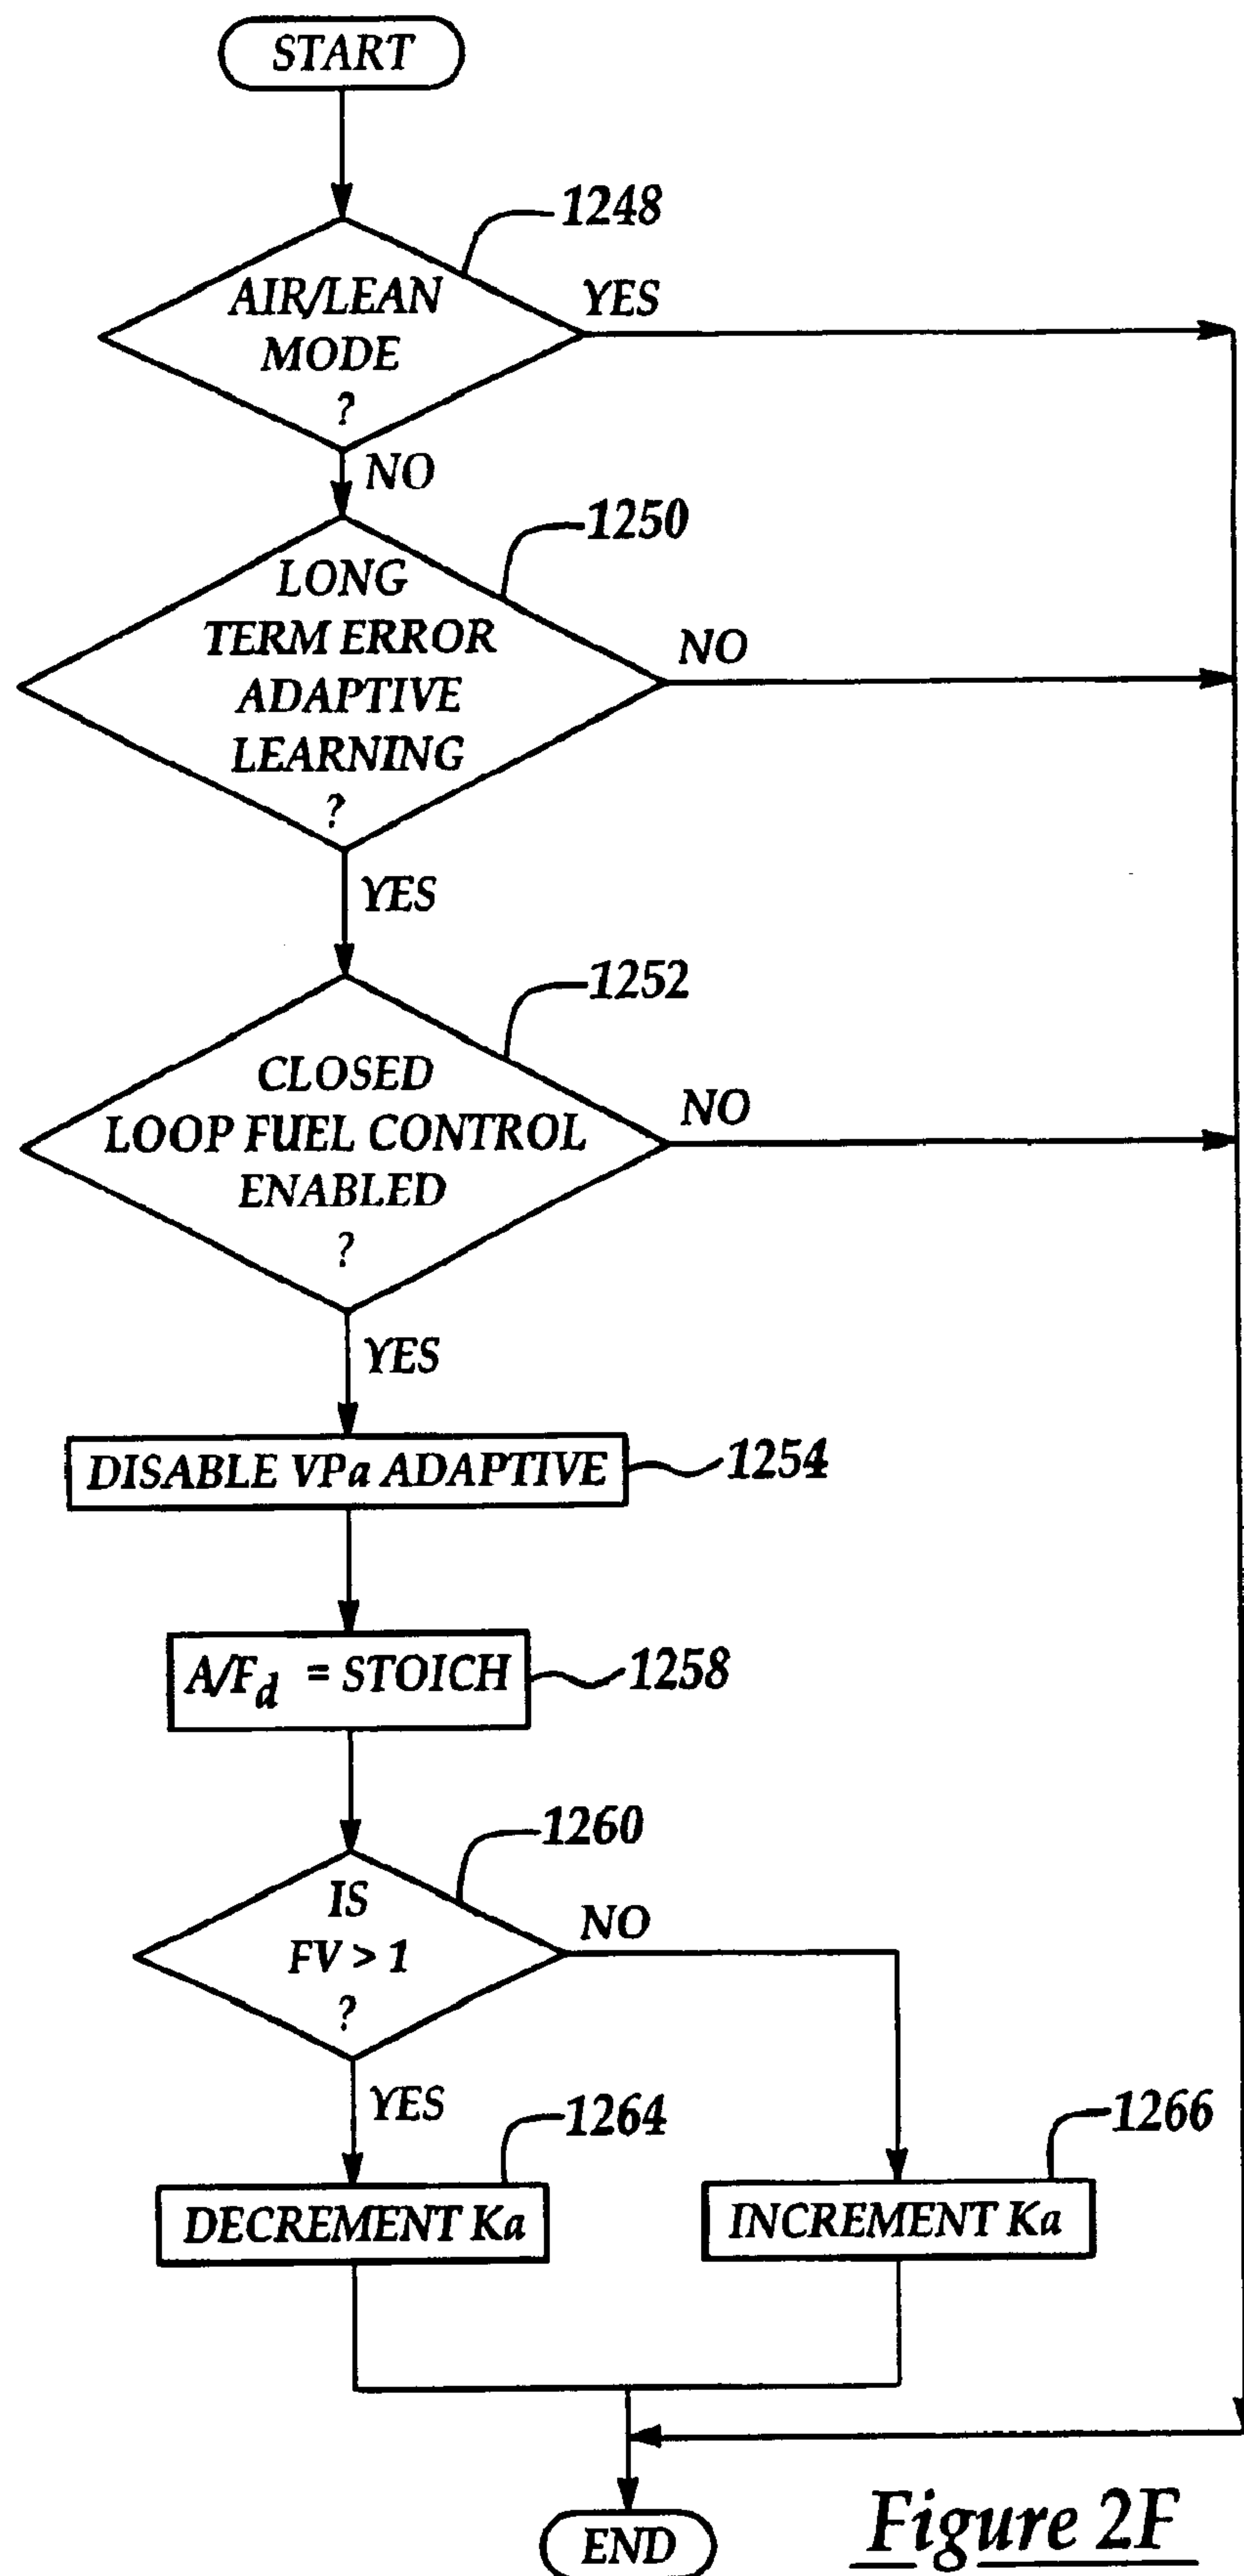 START
1248
AIR/LEAN
MODE
?
YES
NO
1250
LONG
TERM ERROR
ADAPTIVE
LEARNING
?
NO
YES
1252
CLOSED
LOOP FUEL CONTROL
ENABLED
?
NO
YES
DISABLE VPa ADAPTIVE
1254
A/Fd = STOICH
1258
1260
IS
FV > 1
?
NO
YES
1264
1266
DECREMENT Ka
INCREMENT Ka
END
Figure 2F